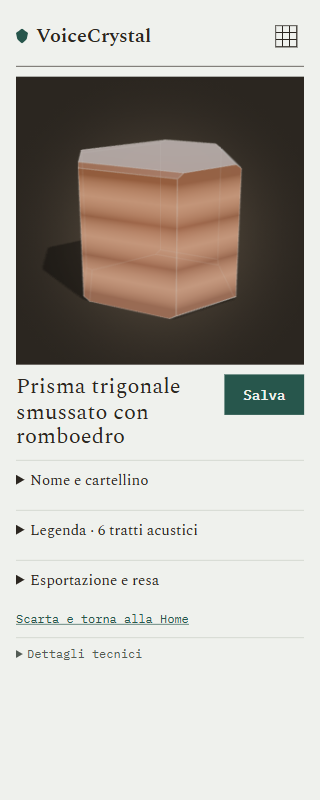 VoiceCrystal
Prisma trigonale
smussato con
romboedro
Salva
Nome e cartellino
Legenda · 6 tratti acustici
Esportazione e resa
Scarta e torna alla Home
Dettagli tecnici